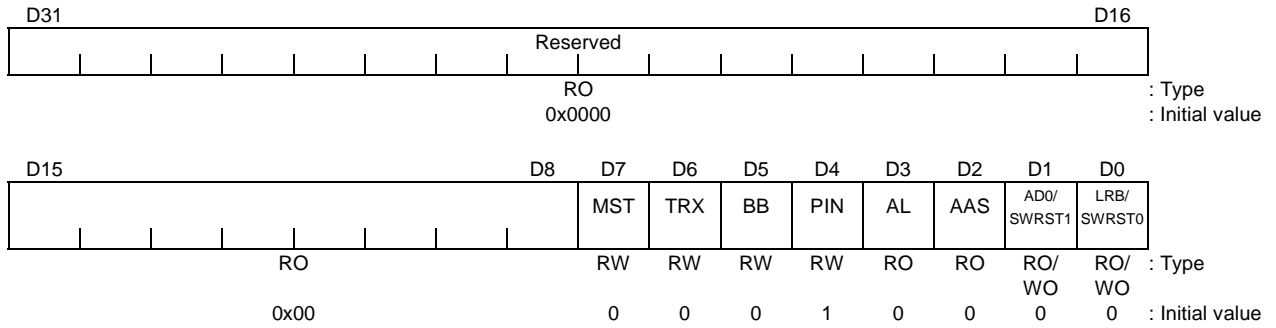 D31 D16
Reserved
RO : Type
0x0000 : Initial value
D15 D8 D7 D6 D5 D4 D3 D2 D1 D0
MST TRX BB PIN AL AAS AD0/ SWRST1 LRB/ SWRST0
RO RW RW RW RW RO RO RO/ WO RO/ WO : Type
0x00 0 0 0 1 0 0 0 0 : Initial value